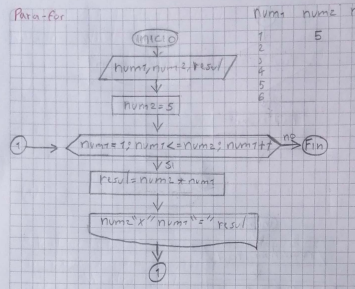 Para-for
num1 num2 r
inicio
1 5
2
3
4
5
6
num1, num2, resul
num2 = 5
1
num1=1; num1<=num2; num1++
no
Fin
si
resul = num2 * num1
num2 "x" num1 "=" resul
1